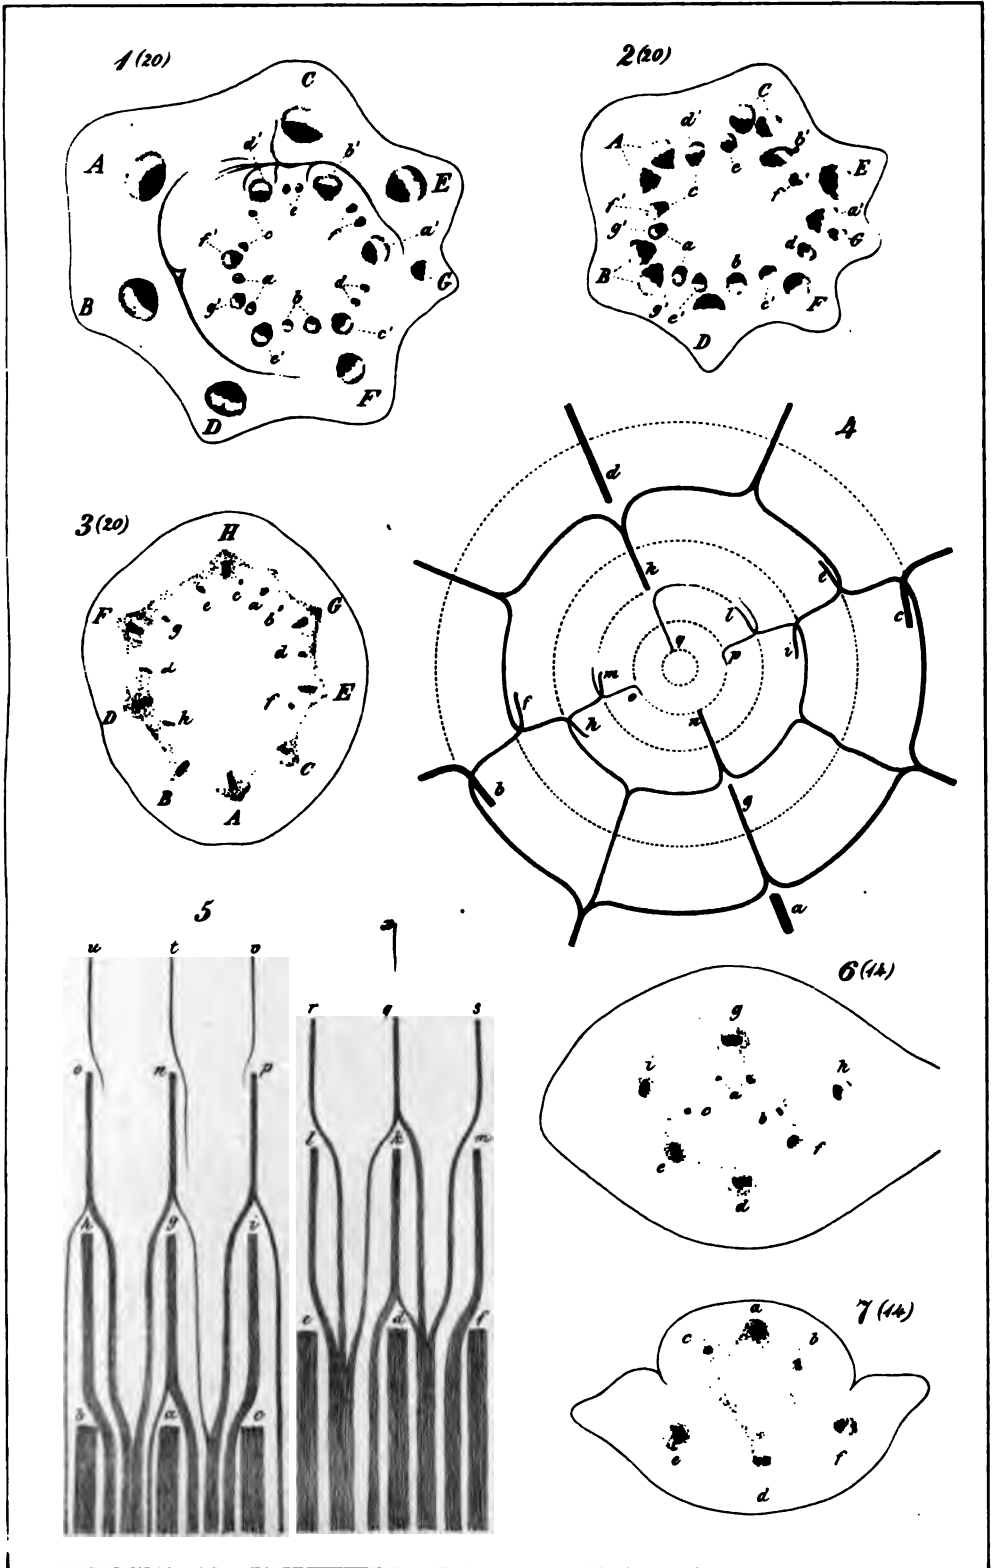 1 (20)
C
A
d'
b'
E
e
f
a'
c
f'
G
a
d
B
b
g'
c'
e'
F
D
2 (20)
C
d'
A
b'
e
E
f
c
f'
a'
g'
G
a
d
b
B
F
g'
e'
c'
D
3 (20)
H
e
c
a
G
F
g
b
d
d
E
f
D
h
C
B
A
4
d
k
e
l
c
q
p
i
m
o
f
h
n
b
g
a
5
u
t
v
o
n
p
h
g
i
b
a
c
r
q
s
l
k
m
e
d
f
6 (14)
g
i
h
a
c
b
f
e
d
7 (14)
a
c
b
e
f
d